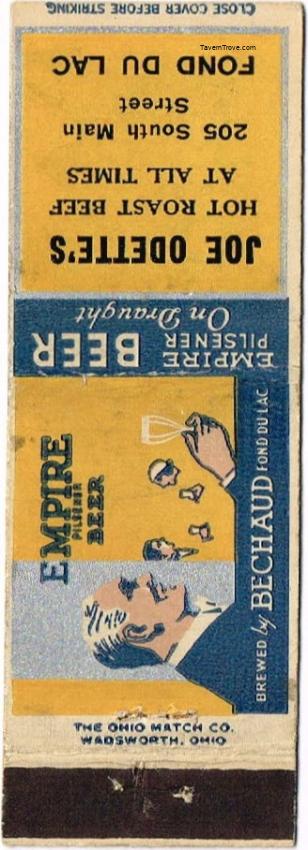 CLOSE COVER BEFORE STRIKING
TavernTrove.com
JOE ODETTE'S
HOT ROAST BEEF
AT ALL TIMES
205 South Main
Street
FOND DU LAC
EMPIRE
PILSENER
BEER
On Draught
EMPIRE
PILSENER
BEER
BREWED by BECHAUD FOND DU LAC
THE OHIO MATCH CO.
WADSWORTH, OHIO